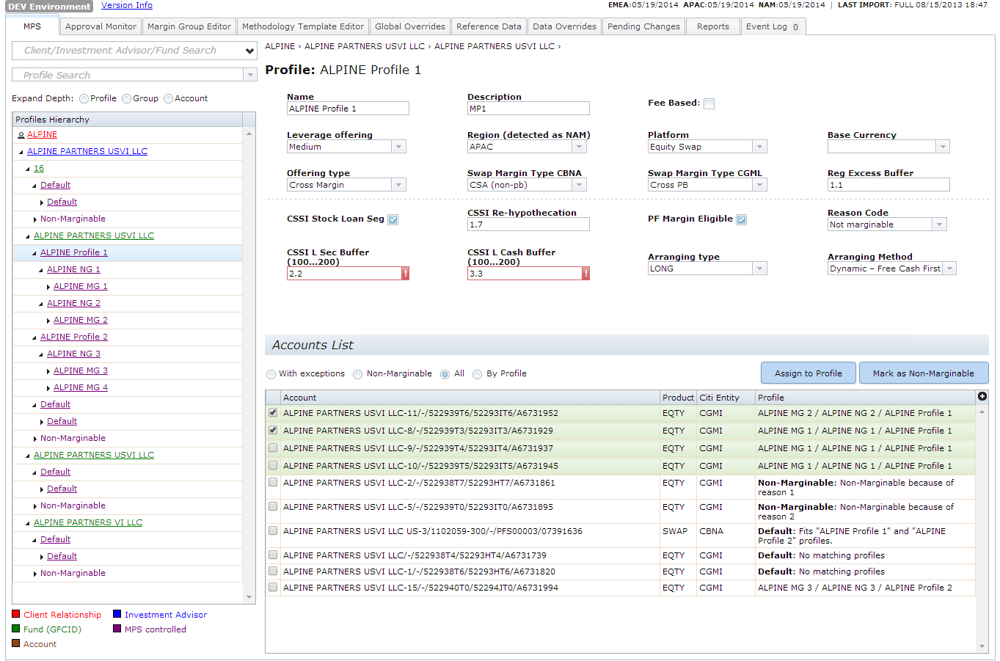 DEV Environment Version Info EMEA:05/19/2014 APAC:05/19/2014 NAM:05/19/2014 | LAST IMPORT: FULL 08/15/2013 18:47
MPS Approval Monitor Margin Group Editor Methodology Template Editor Global Overrides Reference Data Data Overrides Pending Changes Reports Event Log 0
Client/Investment Advisor/Fund Search
Profile Search
Expand Depth: Profile Group Account
Profiles Hierarchy
ALPINE
ALPINE PARTNERS USVI LLC
16
Default
Default
Non-Marginable
ALPINE PARTNERS USVI LLC
ALPINE Profile 1
ALPINE NG 1
ALPINE MG 1
ALPINE NG 2
ALPINE MG 2
ALPINE Profile 2
ALPINE NG 3
ALPINE MG 3
ALPINE MG 4
Default
Default
Non-Marginable
ALPINE PARTNERS USVI LLC
Default
Default
Non-Marginable
ALPINE PARTNERS VI LLC
Default
Default
Non-Marginable
Client Relationship Investment Advisor
Fund (GFCID) MPS controlled
Account
ALPINE › ALPINE PARTNERS USVI LLC › ALPINE PARTNERS USVI LLC ›
Profile: ALPINE Profile 1
Name Description Fee Based:
ALPINE Profile 1 MP1
Leverage offering Region (detected as NAM) Platform Base Currency
Medium APAC Equity Swap
Offering type Swap Margin Type CBNA Swap Margin Type CGML Reg Excess Buffer
Cross Margin CSA (non-pb) Cross PB 1.1
CSSI Stock Loan Seg CSSI Re-hypothecation PF Margin Eligible Reason Code
1.7 Not marginable
CSSI L Sec Buffer CSSI L Cash Buffer Arranging type Arranging Method
(100...200) (100...200)
2.2 ! 3.3 ! LONG Dynamic – Free Cash First
Accounts List
With exceptions Non-Marginable All By Profile Assign to Profile Mark as Non-Marginable
Account Product Citi Entity Profile
ALPINE PARTNERS USVI LLC-11/-/522939T6/52293IT6/A6731952 EQTY CGMI ALPINE MG 2 / ALPINE NG 2 / ALPINE Profile 1
ALPINE PARTNERS USVI LLC-8/-/522939T3/52293IT3/A6731929 EQTY CGMI ALPINE MG 1 / ALPINE NG 1 / ALPINE Profile 1
ALPINE PARTNERS USVI LLC-9/-/522939T4/52293IT4/A6731937 EQTY CGMI ALPINE MG 1 / ALPINE NG 1 / ALPINE Profile 1
ALPINE PARTNERS USVI LLC-10/-/522939T5/52293IT5/A6731945 EQTY CGMI ALPINE MG 1 / ALPINE NG 1 / ALPINE Profile 1
ALPINE PARTNERS USVI LLC-2/-/522938T7/52293HT7/A6731861 EQTY CGMI Non-Marginable: Non-Marginable because of
reason 1
ALPINE PARTNERS USVI LLC-5/-/522939T0/52293IT0/A6731895 EQTY CGMI Non-Marginable: Non-Marginable because of
reason 2
ALPINE PARTNERS USVI LLC US-3/1102059-300/-/PFS00003/07391636 SWAP CBNA Default: Fits "ALPINE Profile 1" and "ALPINE
Profile 2" profiles.
ALPINE PARTNERS USVI LLC/-/522938T4/52293HT4/A6731739 EQTY CGMI Default: No matching profiles
ALPINE PARTNERS USVI LLC-1/-/522938T6/52293HT6/A6731820 EQTY CGMI Default: No matching profiles
ALPINE PARTNERS USVI LLC-15/-/522940T0/52294JT0/A6731994 EQTY CGMI ALPINE MG 3 / ALPINE NG 3 / ALPINE Profile 2